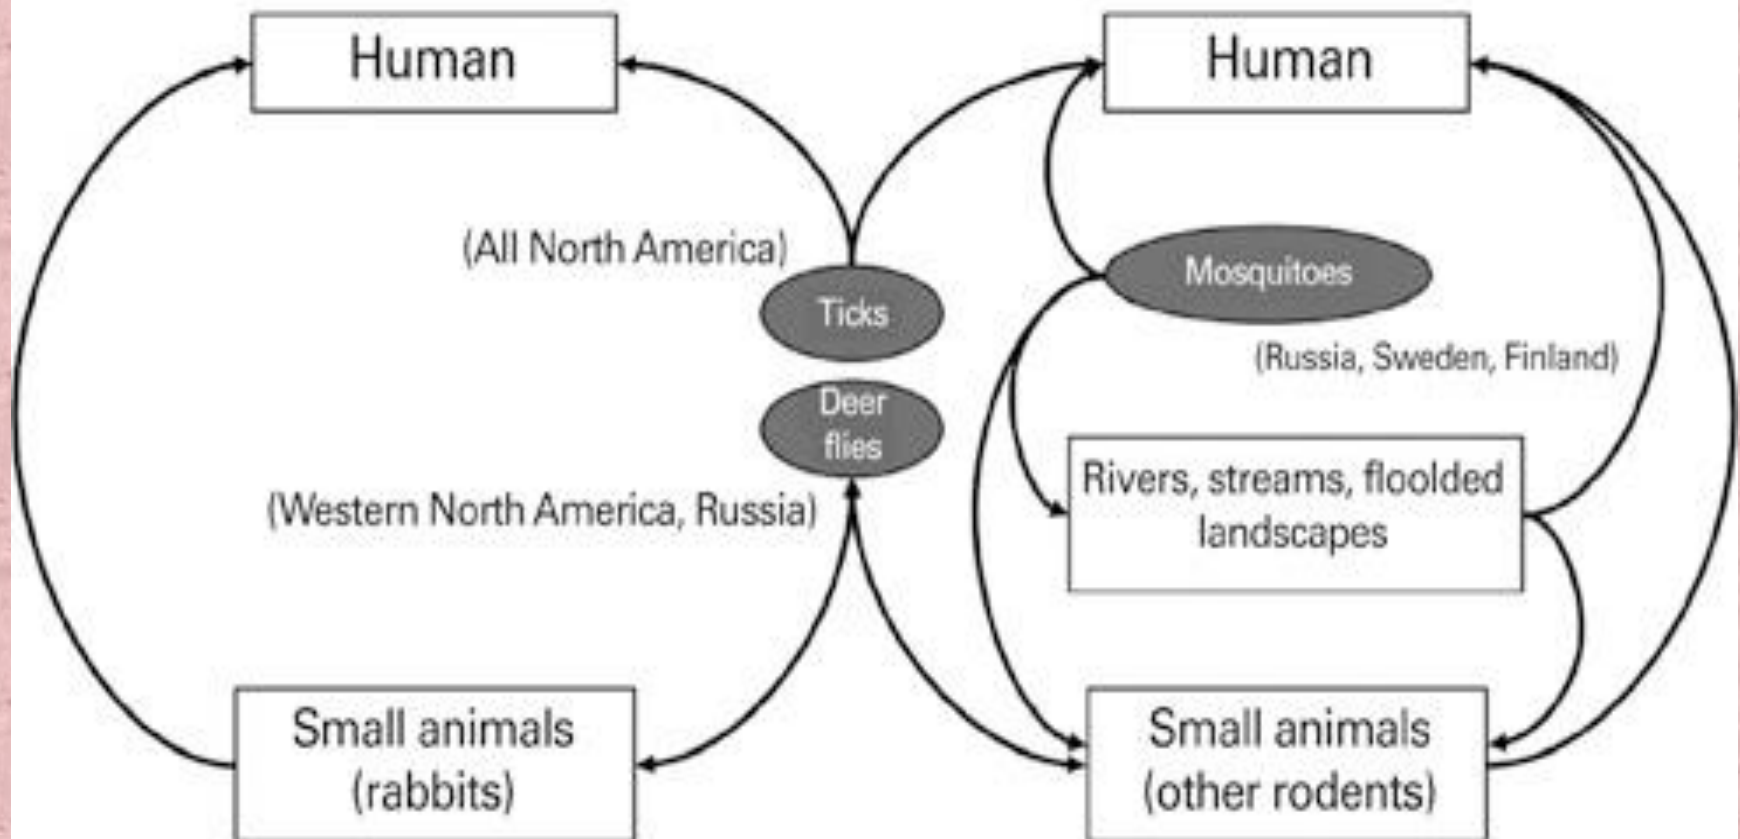 Human
Human
(All North America)
Ticks
Mosquitoes
(Russia, Sweden, Finland)
Deer
flies
(Western North America, Russia)
Rivers, streams, floolded
landscapes
Small animals
(rabbits)
Small animals
(other rodents)